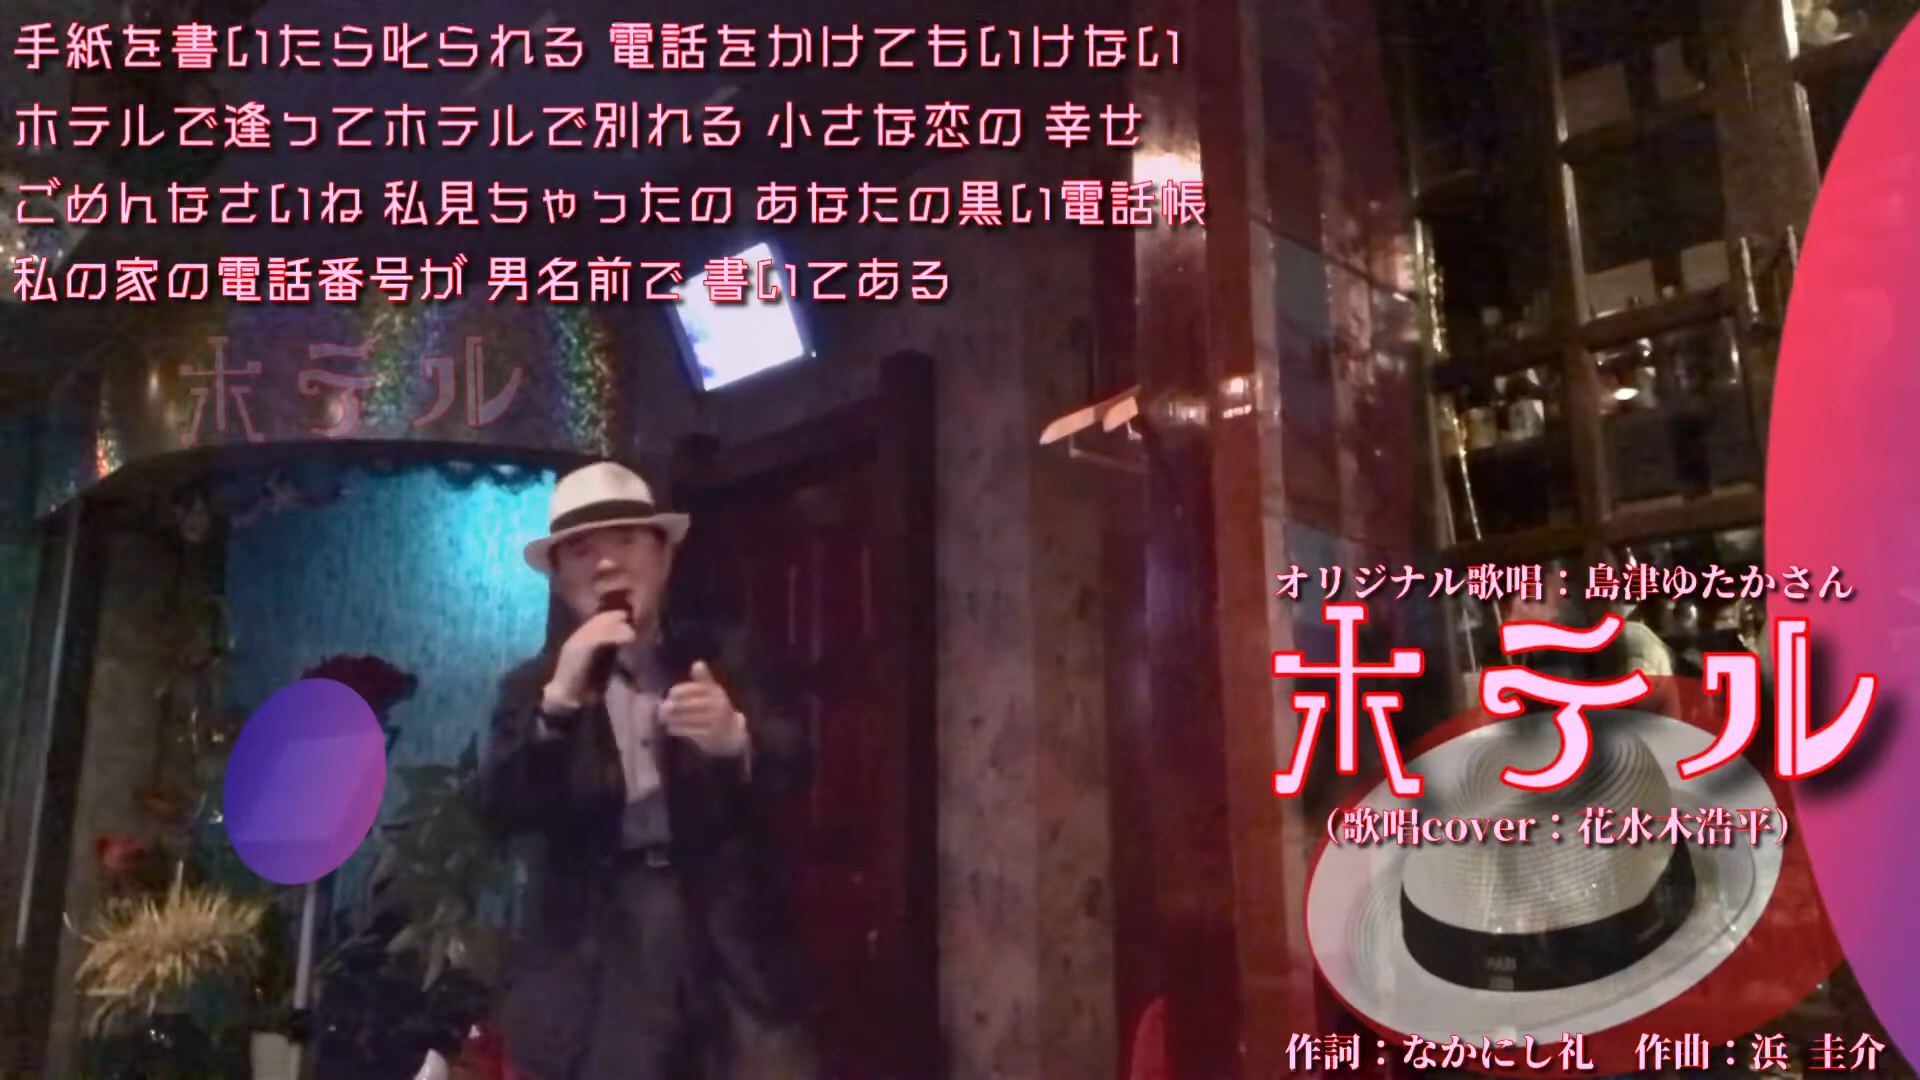 手紙を書いたら叱られる 電話をかけてもいけない
ホテルで逢ってホテルで別れる 小さな恋の 幸せ
ごめんなさいね 私見ちゃったの あなたの黒い電話帳
私の家の電話番号が 男名前で 書いてある
ホテル
オリジナル歌唱：島津ゆたかさん
ホテル
（歌唱cover：花水木浩平）
作詞：なかにし礼　作曲：浜 圭介